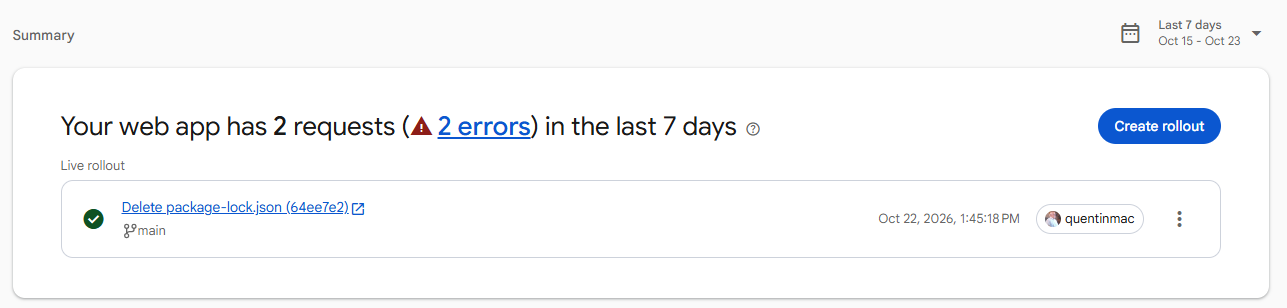 Summary
Last 7 days
Oct 15 - Oct 23
Your web app has 2 requests (2 errors) in the last 7 days
Create rollout
Live rollout
Delete package-lock.json (64ee7e2)
main
Oct 22, 2026, 1:45:18 PM
quentinmac